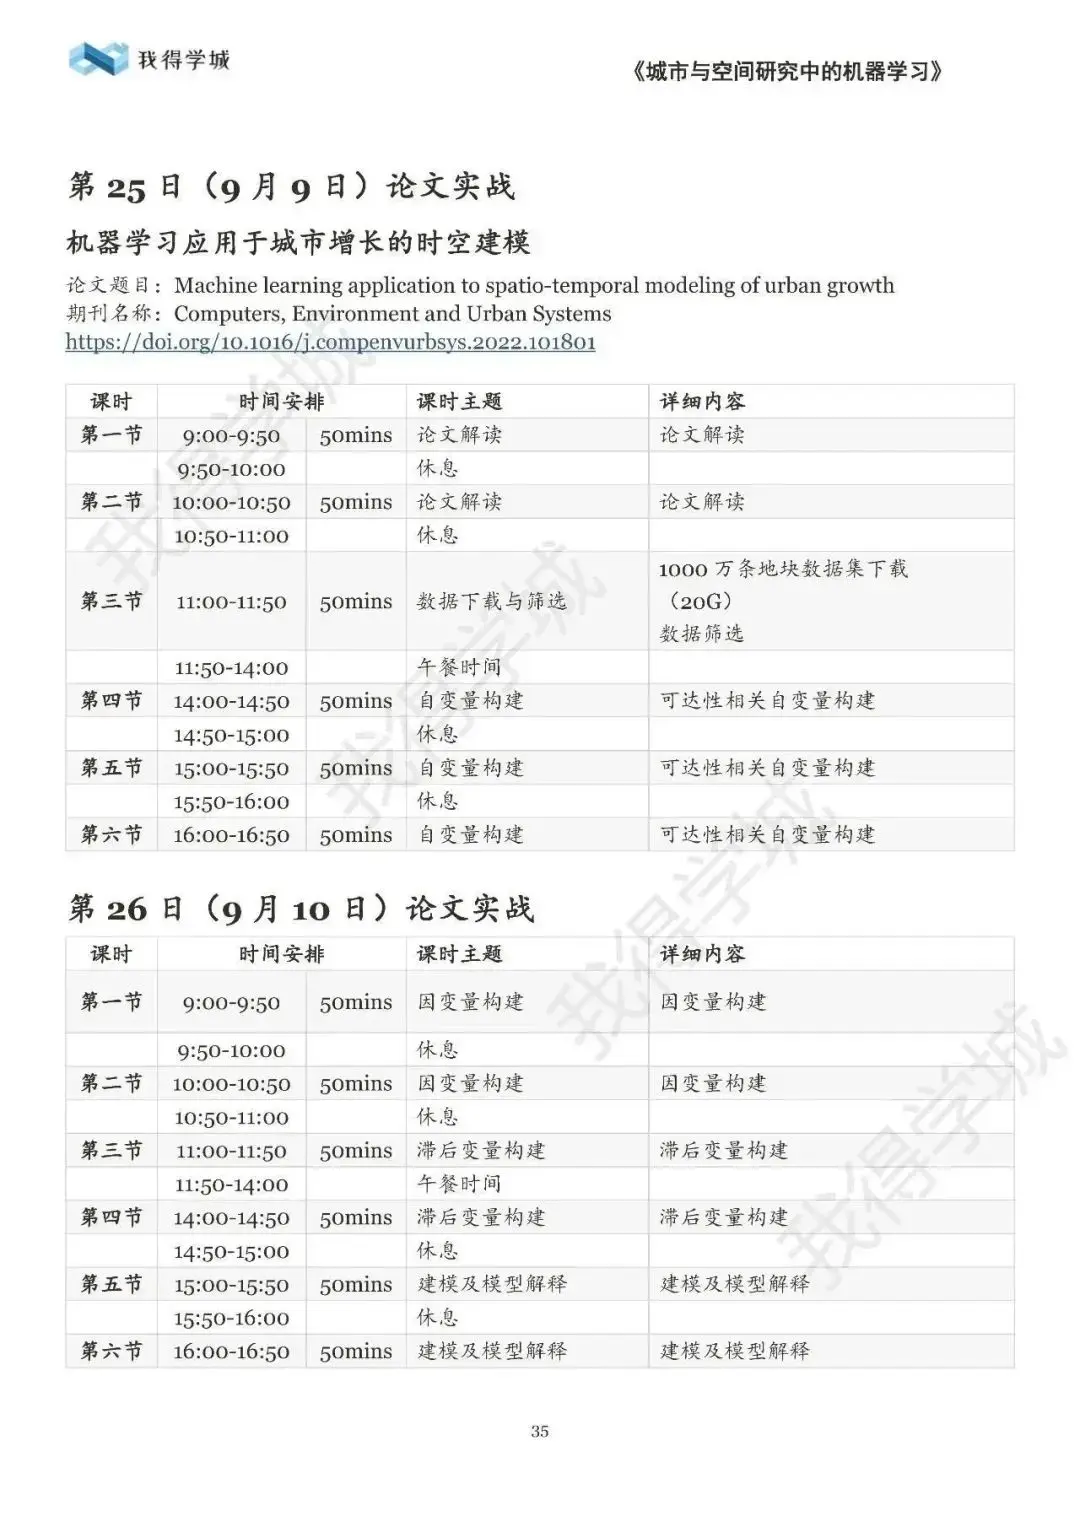 我得学城
《城市与空间研究中的机器学习》
第 25 日（9 月 9 日）论文实战
机器学习应用于城市增长的时空建模
论文题目：Machine learning application to spatio-temporal modeling of urban growth
期刊名称：Computers, Environment and Urban Systems
https://doi.org/10.1016/j.compenvurbsys.2022.101801
课时 时间安排 课时主题 详细内容
第一节 9:00-9:50 50mins 论文解读 论文解读
9:50-10:00 休息
第二节 10:00-10:50 50mins 论文解读 论文解读
10:50-11:00 休息
第三节 11:00-11:50 50mins 数据下载与筛选 1000 万条地块数据集下载
（20G）
数据筛选
11:50-14:00 午餐时间
第四节 14:00-14:50 50mins 自变量构建 可达性相关自变量构建
14:50-15:00 休息
第五节 15:00-15:50 50mins 自变量构建 可达性相关自变量构建
15:50-16:00 休息
第六节 16:00-16:50 50mins 自变量构建 可达性相关自变量构建
第 26 日（9 月 10 日）论文实战
课时 时间安排 课时主题 详细内容
第一节 9:00-9:50 50mins 因变量构建 因变量构建
9:50-10:00 休息
第二节 10:00-10:50 50mins 因变量构建 因变量构建
10:50-11:00 休息
第三节 11:00-11:50 50mins 滞后变量构建 滞后变量构建
11:50-14:00 午餐时间
第四节 14:00-14:50 50mins 滞后变量构建 滞后变量构建
14:50-15:00 休息
第五节 15:00-15:50 50mins 建模及模型解释 建模及模型解释
15:50-16:00 休息
第六节 16:00-16:50 50mins 建模及模型解释 建模及模型解释
35
我得学城
我得学城
我得学城
我得学城